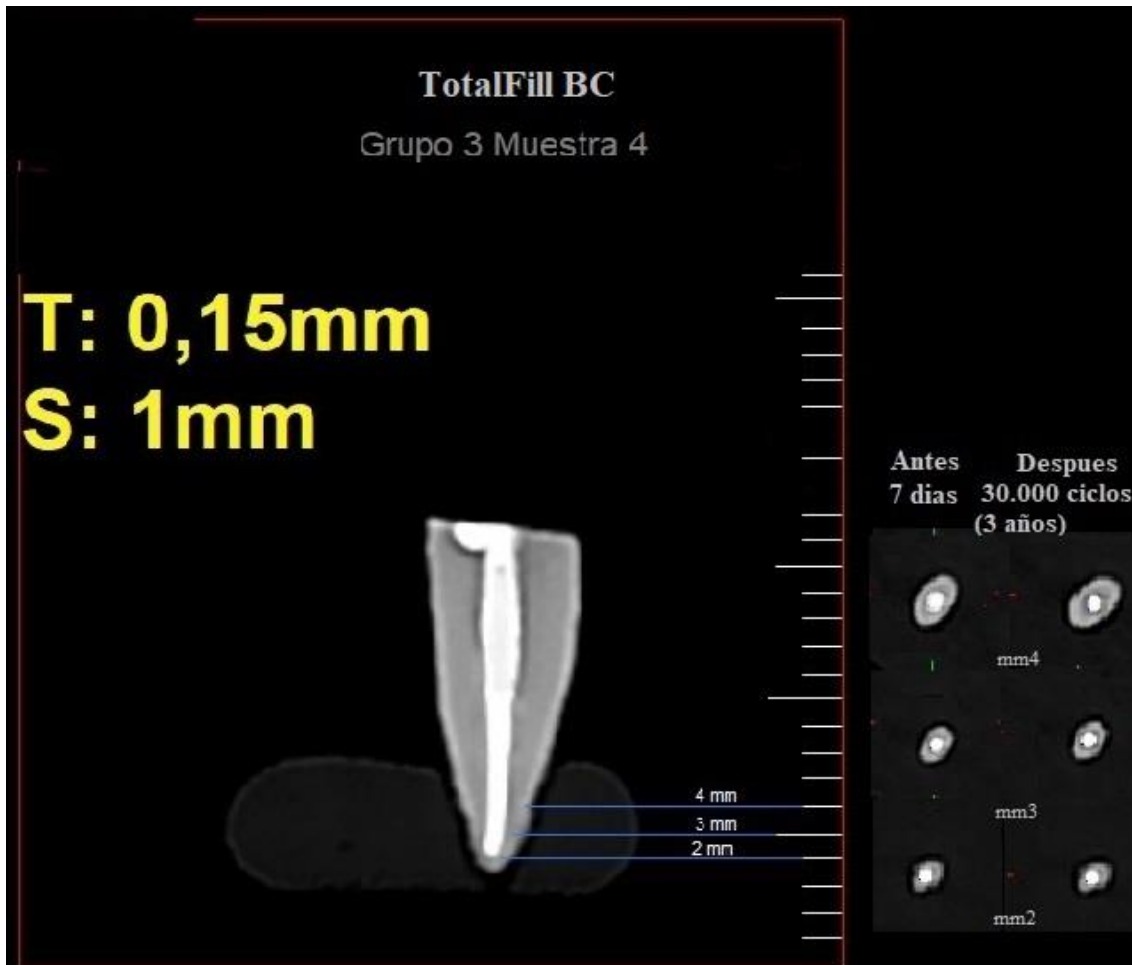 TotalFill BC
Grupo 3 Muestra 4
T: 0,15mm
S: 1mm
Antes
7 dias
Despues
30.000 ciclos
(3 años)
4 mm
3 mm
2 mm
mm4
mm3
mm2